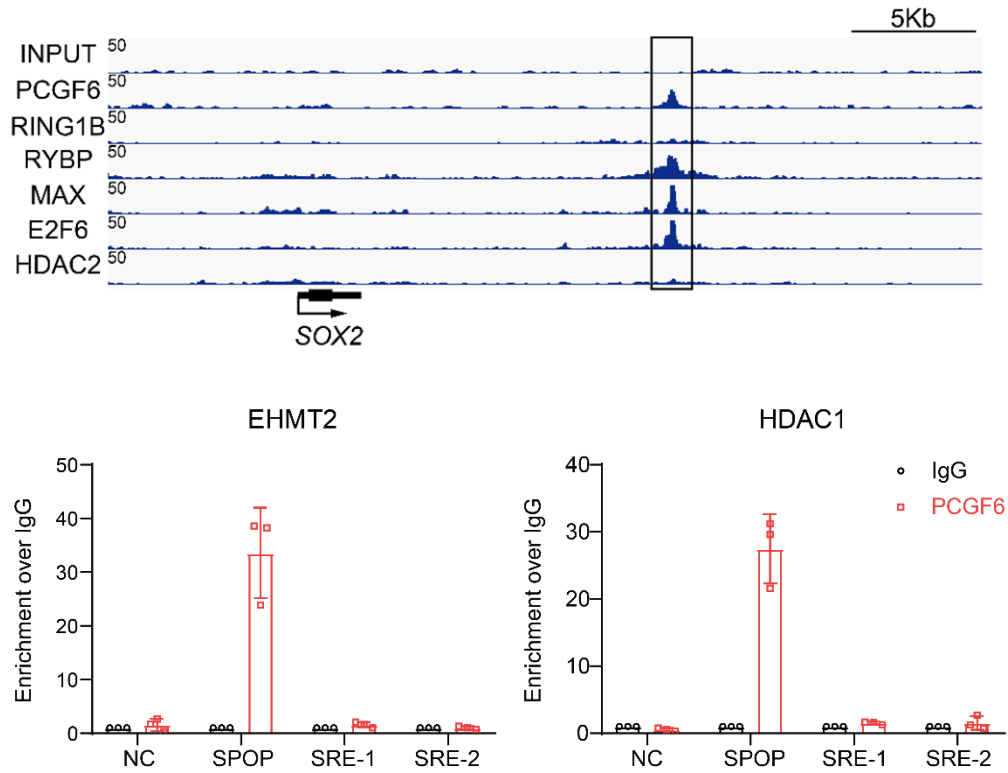 5Kb
INPUT 50
PCGF6 50
RING1B 50
RYBP 50
MAX 50
E2F6 50
HDAC2 50
SOX2
EHMT2
HDAC1
Enrichment over IgG
50
40
30
20
10
0
NC SPOP SRE-1 SRE-2
Enrichment over IgG
40
30
20
10
0
NC SPOP SRE-1 SRE-2
IgG
PCGF6